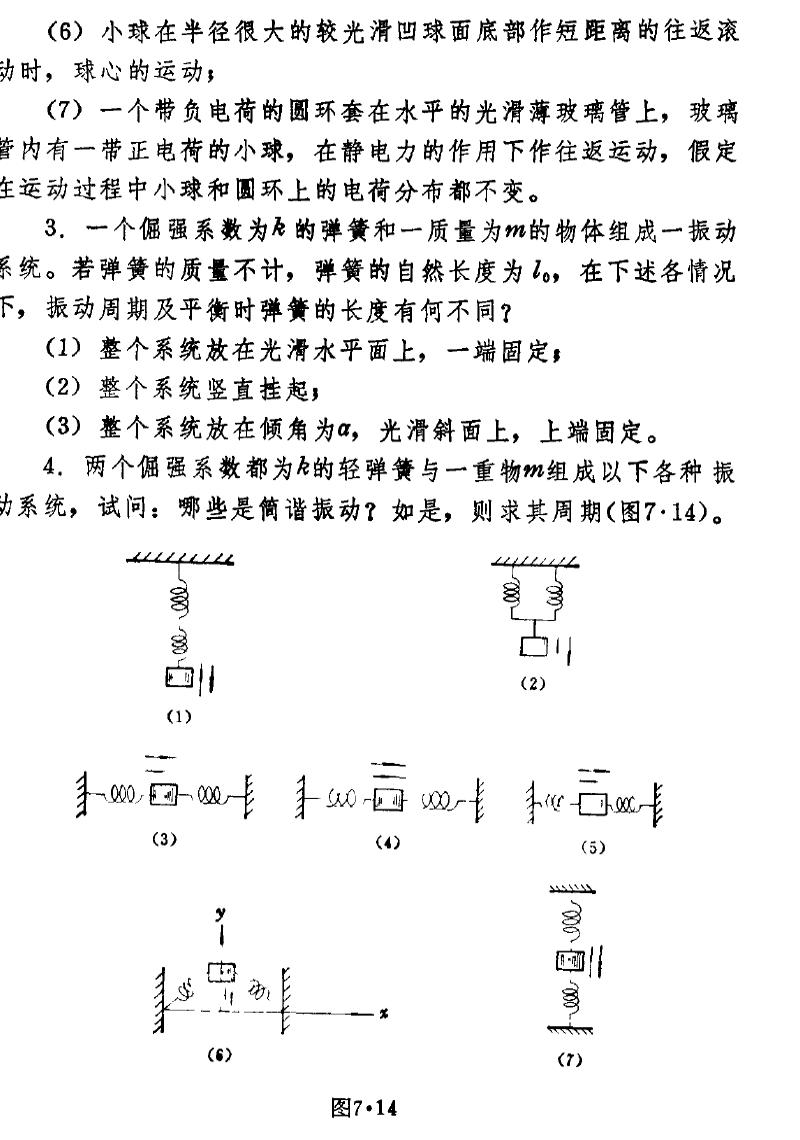 (6) 小球在半径很大的较光滑凹球面底部作短距离的往返滚
动时，球心的运动；
(7) 一个带负电荷的圆环套在水平的光滑薄玻璃管上，玻璃
管内有一带正电荷的小球，在静电力的作用下作往返运动，假定
在运动过程中小球和圆环上的电荷分布都不变。
3. 一个倔强系数为k的弹簧和一质量为m的物体组成一振动
系统。若弹簧的质量不计，弹簧的自然长度为l₀，在下述各情况
下，振动周期及平衡时弹簧的长度有何不同？
(1) 整个系统放在光滑水平面上，一端固定；
(2) 整个系统竖直挂起；
(3) 整个系统放在倾角为α，光滑斜面上，上端固定。
4. 两个倔强系数都为k的轻弹簧与一重物m组成以下各种振
动系统，试问：哪些是简谐振动？如是，则求其周期(图7·14)。
(1)
(2)
(3)
(4)
(5)
y
x
(6)
(7)
图7·14